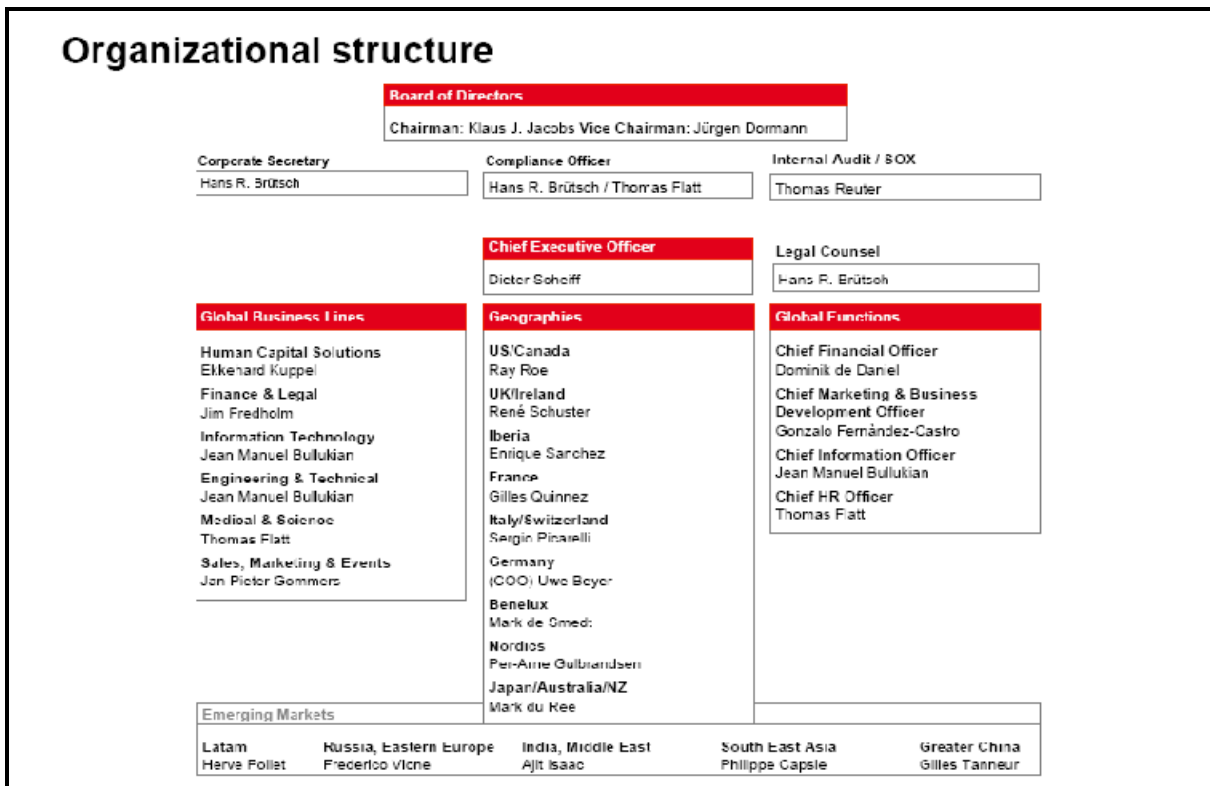 Organizational structure
Board of Directors
Chairman: Klaus J. Jacobs Vice Chairman: Jürgen Dormann
Corporate Secretary
Hans R. Brütsch
Compliance Officer
Hans R. Brütsch / Thomas Flatt
Internal Audit / SOX
Thomas Reuter
Chief Executive Officer
Dieter Scheiff
Legal Counsel
Hans R. Brütsch
Global Business Lines
Human Capital Solutions
Ekkehard Kuppel
Finance & Legal
Jim Fredholm
Information Technology
Jean Manuel Bullukian
Engineering & Technical
Jean Manuel Bullukian
Medical & Science
Thomas Flatt
Sales, Marketing & Events
Jan Pieter Gommers
Geographies
US/Canada
Ray Roe
UK/Ireland
René Schuster
Iberia
Enrique Sanchez
France
Gilles Quinnez
Italy/Switzerland
Sergio Picarelli
Germany
(COO) Uwe Beyer
Benelux
Mark de Smedt
Nordics
Per-Arne Gulbrandsen
Japan/Australia/NZ
Mark du Ree
Global Functions
Chief Financial Officer
Dominik de Daniel
Chief Marketing & Business
Development Officer
Gonzalo Fernández-Castro
Chief Information Officer
Jean Manuel Bullukian
Chief HR Officer
Thomas Flatt
Emerging Markets
Latam
Herve Follet
Russia, Eastern Europe
Frederico Vione
India, Middle East
Ajit Isaac
South East Asia
Philippe Capsie
Greater China
Gilles Tanneur